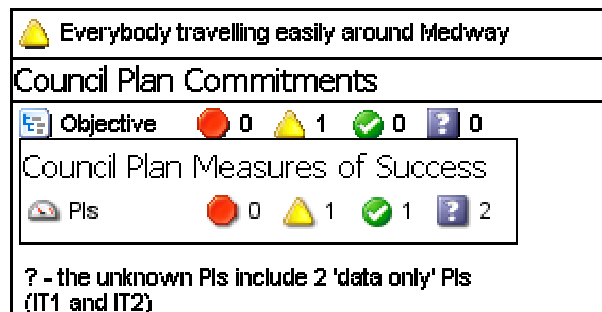 Everybody travelling easily around Medway
Council Plan Commitments
Objective 0 1 0 ? 0
Council Plan Measures of Success
PIs 0 1 1 ? 2
? - the unknown PIs include 2 'data only' PIs
(IT1 and IT2)